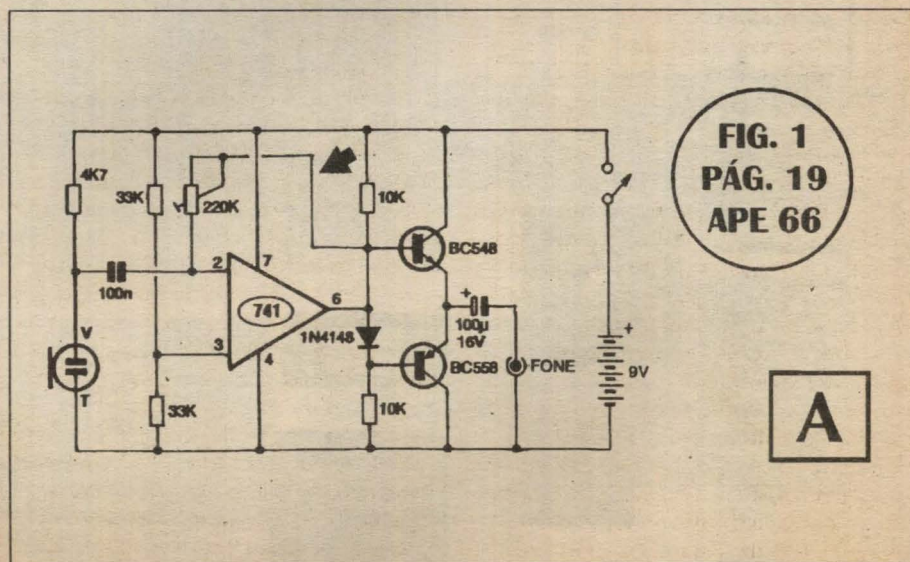 4K7
33K
220K
10K
FIG. 1
PÁG. 19
APE 66
BC548
100n
2
7
741
6
3
4
1N4148
+
100µ
16V
BC558
FONE
+
9V
V
T
33K
10K
A